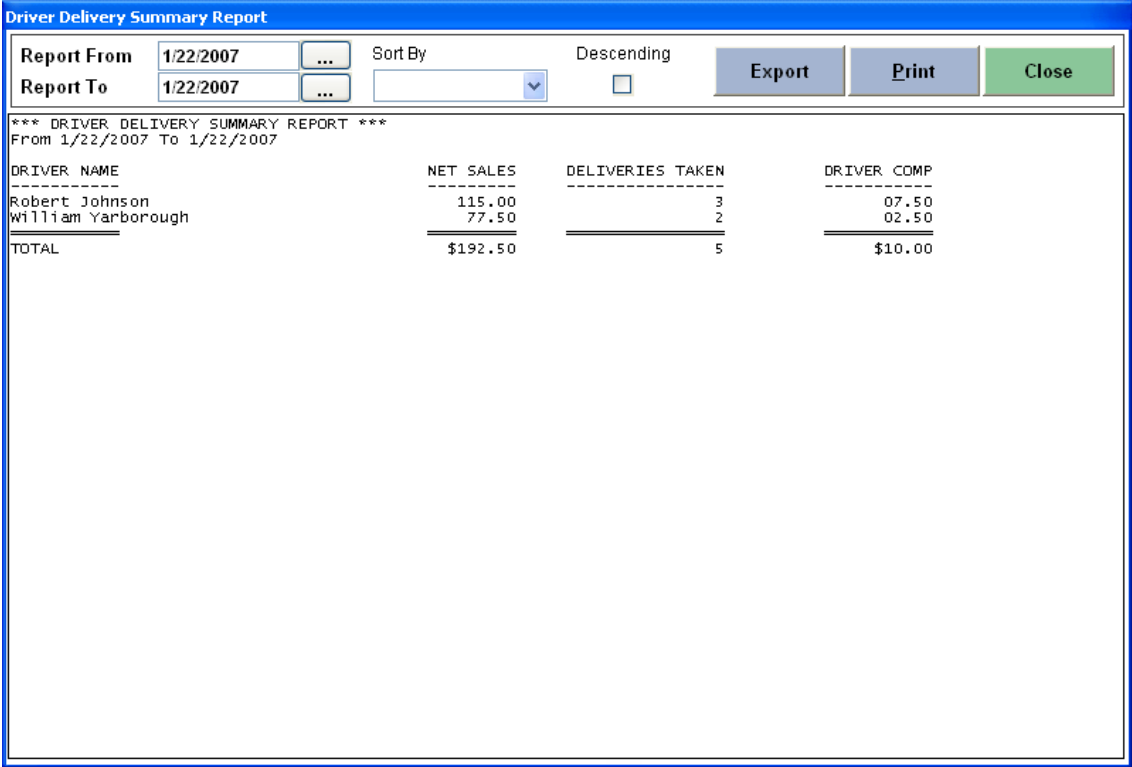 Driver Delivery Summary Report
Report From 1/22/2007 ... Sort By Descending Export Print Close
Report To 1/22/2007 ...
*** DRIVER DELIVERY SUMMARY REPORT ***
From 1/22/2007 To 1/22/2007
DRIVER NAME NET SALES DELIVERIES TAKEN DRIVER COMP
----------- --------- ---------------- -----------
Robert Johnson 115.00 3 07.50
William Yarborough 77.50 2 02.50
TOTAL $192.50 5 $10.00